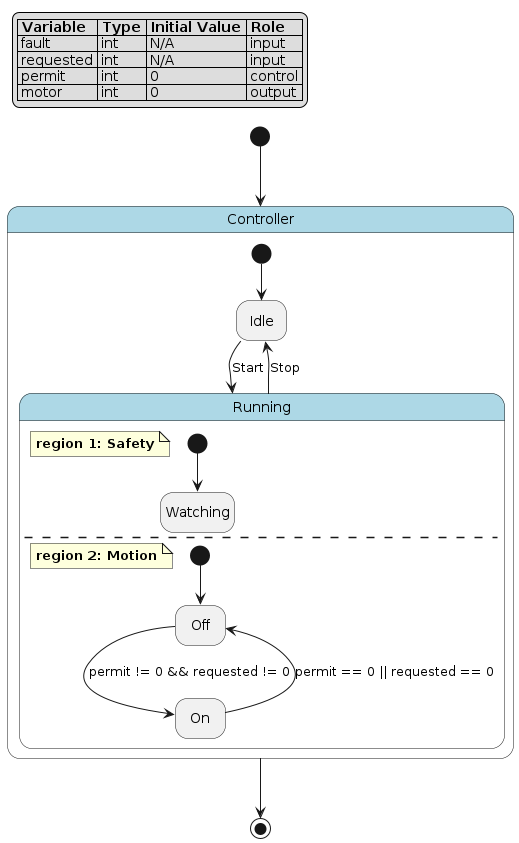 Variable Type Initial Value Role
fault int N/A input
requested int N/A input
permit int 0 control
motor int 0 output
Controller
Idle
Start Stop
Running
region 1: Safety
Watching
region 2: Motion
Off
permit != 0 && requested != 0 permit == 0 || requested == 0
On